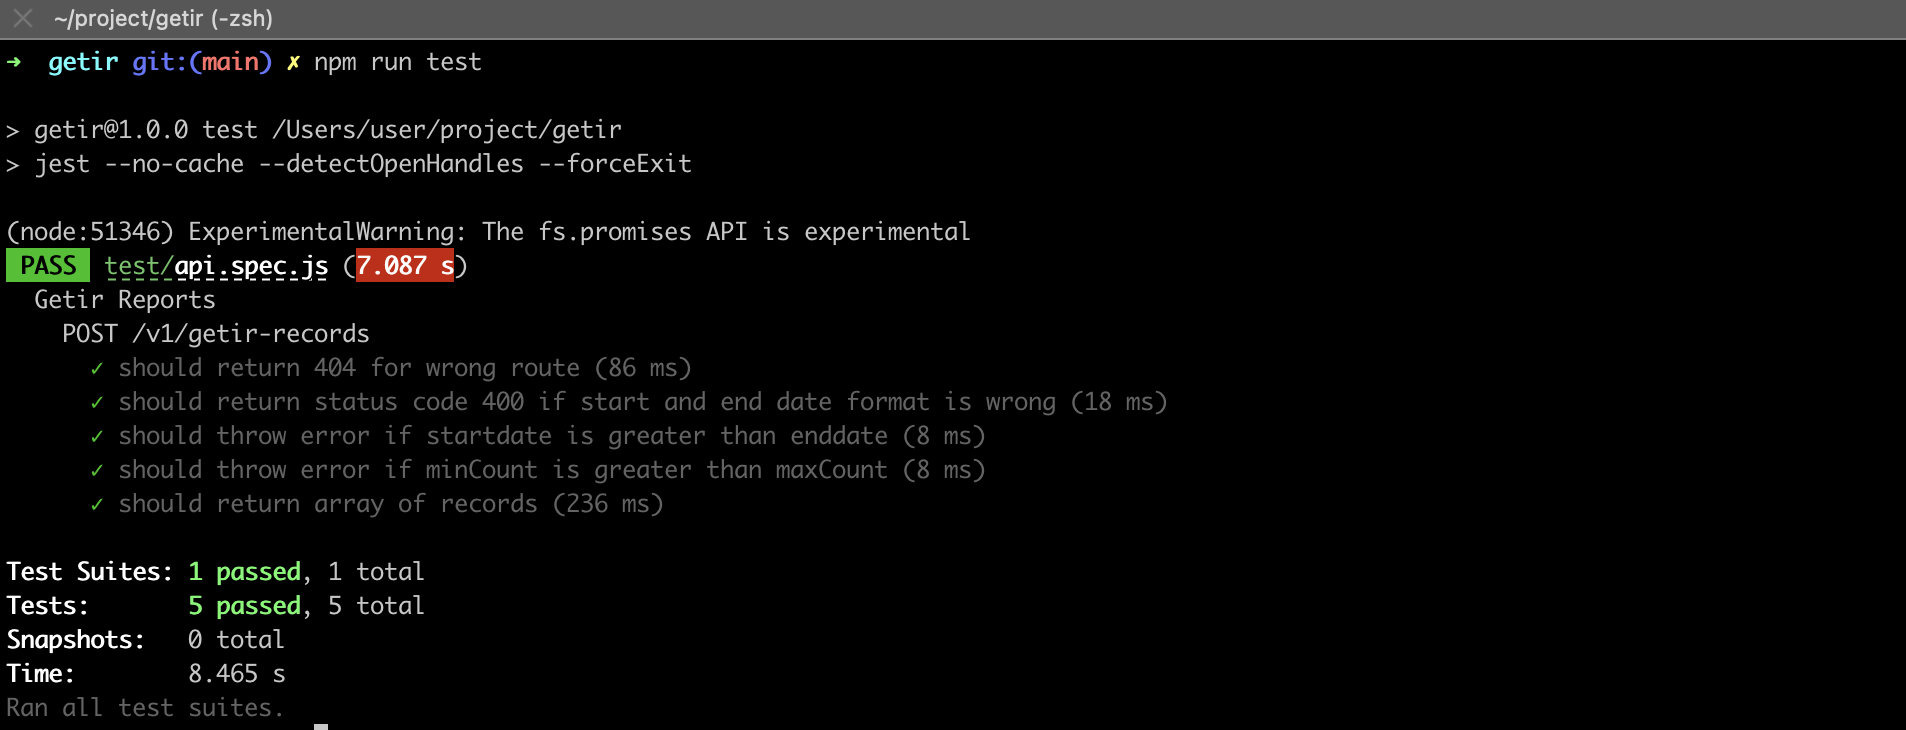 ~/project/getir (-zsh)
➜ getir git:(main) ✗ npm run test
> getir@1.0.0 test /Users/user/project/getir
> jest --no-cache --detectOpenHandles --forceExit
(node:51346) ExperimentalWarning: The fs.promises API is experimental
PASS test/api.spec.js (7.087 s)
Getir Reports
POST /v1/getir-records
✓ should return 404 for wrong route (86 ms)
✓ should return status code 400 if start and end date format is wrong (18 ms)
✓ should throw error if startdate is greater than enddate (8 ms)
✓ should throw error if minCount is greater than maxCount (8 ms)
✓ should return array of records (236 ms)
Test Suites: 1 passed, 1 total
Tests: 5 passed, 5 total
Snapshots: 0 total
Time: 8.465 s
Ran all test suites.